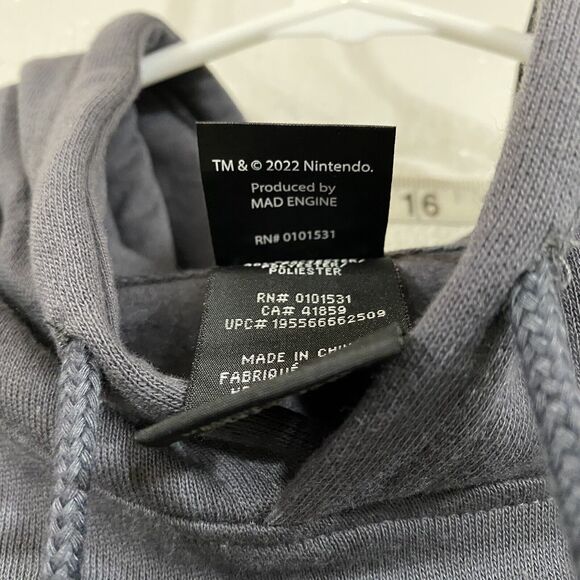 TM & © 2022 Nintendo.
Produced by
MAD ENGINE
RN# 0101531
16
POLIESTER
RN# 0101531
CA# 41859
UPC# 195566662509
MADE IN
FABRIQUÉ